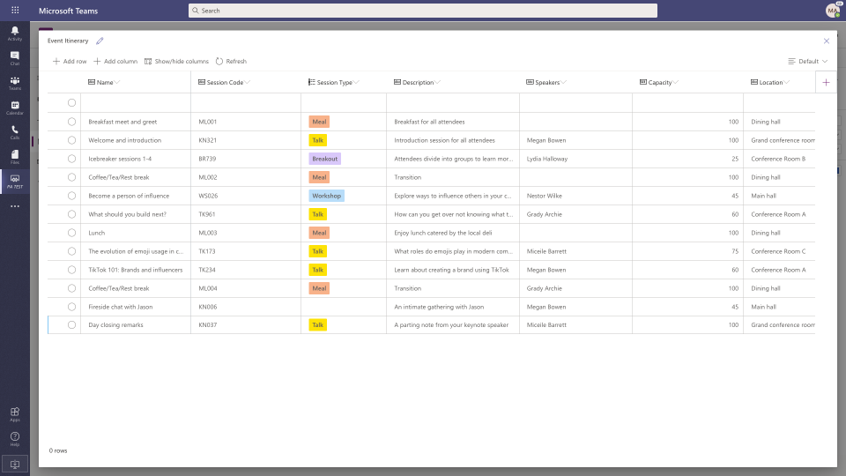 Microsoft Teams
Search
MA
Activity
Chat
Teams
Calendar
Calls
Files
PA-TEST
Apps
Help
Event Itinerary
Add row Add column Show/hide columns Refresh Default
Name Session Code Session Type Description Speakers Capacity Location
Breakfast meet and greet ML001 Meal Breakfast for all attendees 100 Dining hall
Welcome and introduction KN321 Talk Introduction session for all attendees Megan Bowen 100 Grand conference room
Icebreaker sessions 1-4 BR739 Breakout Attendees divide into groups to learn mor... Lydia Halloway 25 Conference Room B
Coffee/Tea/Rest break ML002 Meal Transition 100 Dining hall
Become a person of influence WS026 Workshop Explore ways to influence others in your c... Nestor Wilke 45 Main hall
What should you build next? TK961 Talk How can you get over not knowing what t... Grady Archie 60 Conference Room A
Lunch ML003 Meal Enjoy lunch catered by the local deli 100 Dining hall
The evolution of emoji usage in c... TK173 Talk What roles do emojis play in modern com... Miceile Barrett 75 Conference Room C
TikTok 101: Brands and influencers TK234 Talk Learn about creating a brand using TikTok Megan Bowen 60 Conference Room A
Coffee/Tea/Rest break ML004 Meal Transition Grady Archie 100 Dining hall
Fireside chat with Jason KN006 An intimate gathering with Jason Megan Bowen 45 Main hall
Day closing remarks KN037 Talk A parting note from your keynote speaker Miceile Barrett 100 Grand conference room
0 rows